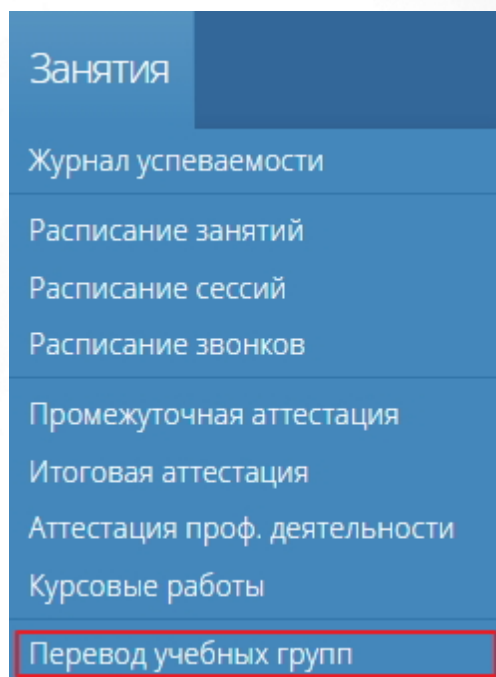 Занятия
Журнал успеваемости
Расписание занятий
Расписание сессий
Расписание звонков
Промежуточная аттестация
Итоговая аттестация
Аттестация проф. деятельности
Курсовые работы
Перевод учебных групп